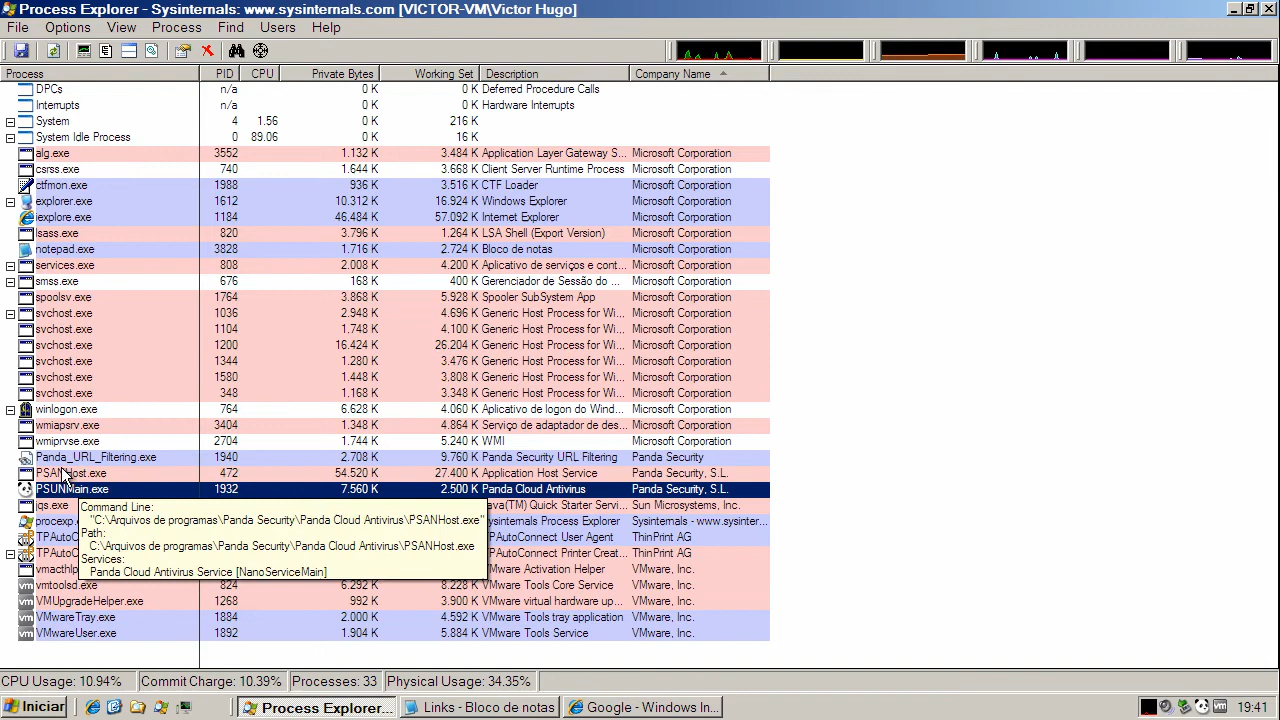 Process Explorer - Sysinternals: www.sysinternals.com [VICTOR-VM\Victor Hugo]
File Options View Process Find Users Help
Process PID CPU Private Bytes Working Set Description Company Name
DPCs n/a 0 K 0 K Deferred Procedure Calls
Interrupts n/a 0 K 0 K Hardware Interrupts
System 4 1.56 0 K 216 K
System Idle Process 0 89.06 0 K 16 K
alg.exe 3552 1.132 K 3.484 K Application Layer Gateway S... Microsoft Corporation
csrss.exe 740 1.644 K 3.668 K Client Server Runtime Process Microsoft Corporation
ctfmon.exe 1988 936 K 3.516 K CTF Loader Microsoft Corporation
explorer.exe 1612 10.312 K 16.924 K Windows Explorer Microsoft Corporation
iexplore.exe 1184 46.484 K 57.092 K Internet Explorer Microsoft Corporation
lsass.exe 820 3.796 K 1.264 K LSA Shell (Export Version) Microsoft Corporation
notepad.exe 3828 1.716 K 2.724 K Bloco de notas Microsoft Corporation
services.exe 808 2.008 K 4.200 K Aplicativo de serviços e cont... Microsoft Corporation
smss.exe 676 168 K 400 K Gerenciador de Sessão do ... Microsoft Corporation
spoolsv.exe 1764 3.868 K 5.928 K Spooler SubSystem App Microsoft Corporation
svchost.exe 1036 2.948 K 4.696 K Generic Host Process for Wi... Microsoft Corporation
svchost.exe 1104 1.748 K 4.100 K Generic Host Process for Wi... Microsoft Corporation
svchost.exe 1200 16.424 K 26.204 K Generic Host Process for Wi... Microsoft Corporation
svchost.exe 1344 1.280 K 3.476 K Generic Host Process for Wi... Microsoft Corporation
svchost.exe 1580 1.448 K 3.808 K Generic Host Process for Wi... Microsoft Corporation
svchost.exe 348 1.168 K 3.348 K Generic Host Process for Wi... Microsoft Corporation
winlogon.exe 764 6.628 K 4.060 K Aplicativo de logon do Wind... Microsoft Corporation
wmiapsrv.exe 3404 1.348 K 4.864 K Serviço de adaptador de des... Microsoft Corporation
wmiprvse.exe 2704 1.744 K 5.240 K WMI Microsoft Corporation
Panda_URL_Filtering.exe 1940 2.708 K 9.760 K Panda Security URL Filtering Panda Security
PSANHost.exe 472 54.520 K 27.400 K Application Host Service Panda Security, S.L.
PSUNMain.exe 1932 7.560 K 2.500 K Panda Cloud Antivirus Panda Security, S.L.
jqs.exe Java(TM) Quick Starter Servi... Sun Microsystems, Inc.
procexp. Sysinternals Process Explorer Sysinternals - www.sysinter...
TPAutoC TPAutoConnect User Agent ThinPrint AG
TPAutoC TPAutoConnect Printer Creat... ThinPrint AG
vmacthlp VMware Activation Helper VMware, Inc.
vmtoolsd.exe 824 6.292 K 8.228 K VMware Tools Core Service VMware, Inc.
VMUpgradeHelper.exe 1268 992 K 3.900 K VMware virtual hardware up... VMware, Inc.
VMwareTray.exe 1884 2.000 K 4.592 K VMware Tools tray application VMware, Inc.
VMwareUser.exe 1892 1.904 K 5.884 K VMware Tools Service VMware, Inc.
Command Line:
"C:\Arquivos de programas\Panda Security\Panda Cloud Antivirus\PSANHost.exe"
Path:
C:\Arquivos de programas\Panda Security\Panda Cloud Antivirus\PSANHost.exe
Services:
Panda Cloud Antivirus Service [NanoServiceMain]
CPU Usage: 10.94% Commit Charge: 10.39% Processes: 33 Physical Usage: 34.35%
Iniciar Process Explorer... Links - Bloco de notas Google - Windows In... 19:41